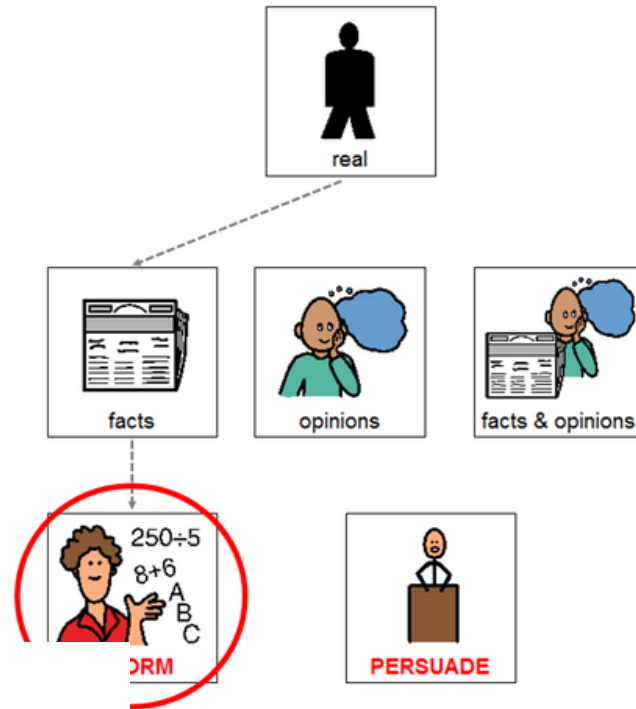 real
facts
opinions
facts & opinions
250÷5
8+6
A
B
C
ORM
PERSUADE